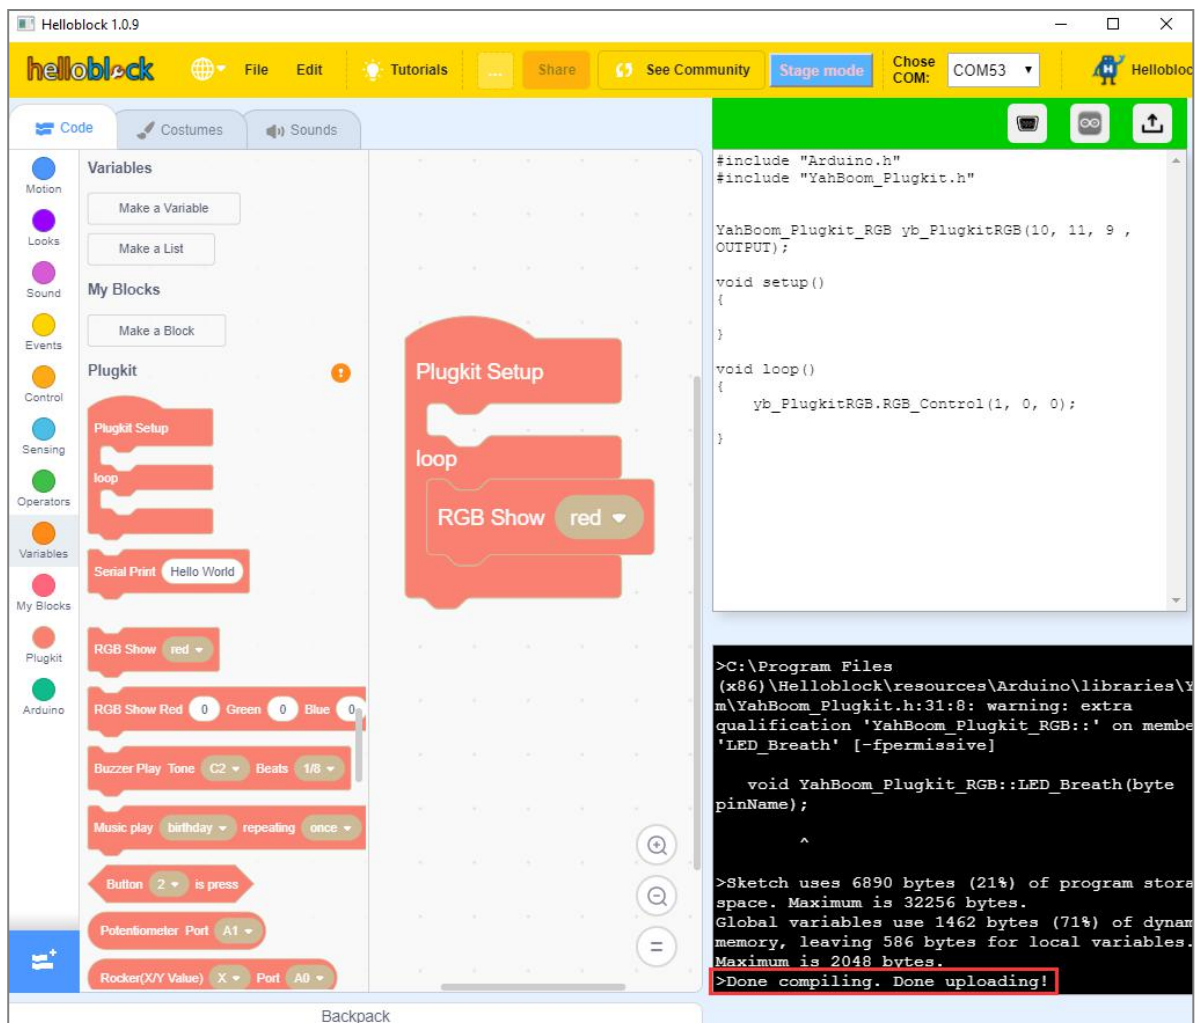 Helloblock 1.0.9
helloblock
File
Edit
Tutorials
...
Share
See Community
Stage mode
Chose
COM:
COM53
Hellobloc
Code
Costumes
Sounds
Motion
Looks
Sound
Events
Control
Sensing
Operators
Variables
My Blocks
Plugkit
Arduino
Variables
Make a Variable
Make a List
My Blocks
Make a Block
Plugkit
Plugkit Setup
loop
Serial Print Hello World
RGB Show red
RGB Show Red 0 Green 0 Blue 0
Buzzer Play Tone C2 Beats 1/8
Music play birthday repeating once
Button 2 is press
Potentiometer Port A1
Rocker(X/Y Value) X Port A0
Plugkit Setup
loop
RGB Show red
Backpack
#include "Arduino.h"
#include "YahBoom_Plugkit.h"
YahBoom_Plugkit_RGB yb_PlugkitRGB(10, 11, 9 ,
OUTPUT);
void setup()
{
}
void loop()
{
yb_PlugkitRGB.RGB_Control(1, 0, 0);
}
>C:\Program Files
(x86)\Helloblock\resources\Arduino\libraries\Y
m\YahBoom_Plugkit.h:31:8: warning: extra
qualification 'YahBoom_Plugkit_RGB::' on membe
'LED_Breath' [-fpermissive]
void YahBoom_Plugkit_RGB::LED_Breath(byte
pinName);
^
>Sketch uses 6890 bytes (21%) of program stora
space. Maximum is 32256 bytes.
Global variables use 1462 bytes (71%) of dynam
memory, leaving 586 bytes for local variables.
Maximum is 2048 bytes.
>Done compiling. Done uploading!